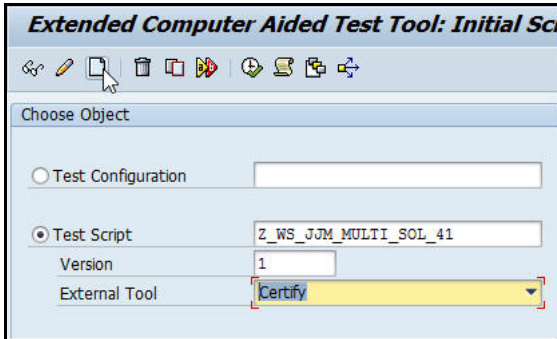 Extended Computer Aided Test Tool: Initial Sc
Choose Object
Test Configuration
Test Script Z_WS_JJM_MULTI_SOL_41
Version 1
External Tool Certify